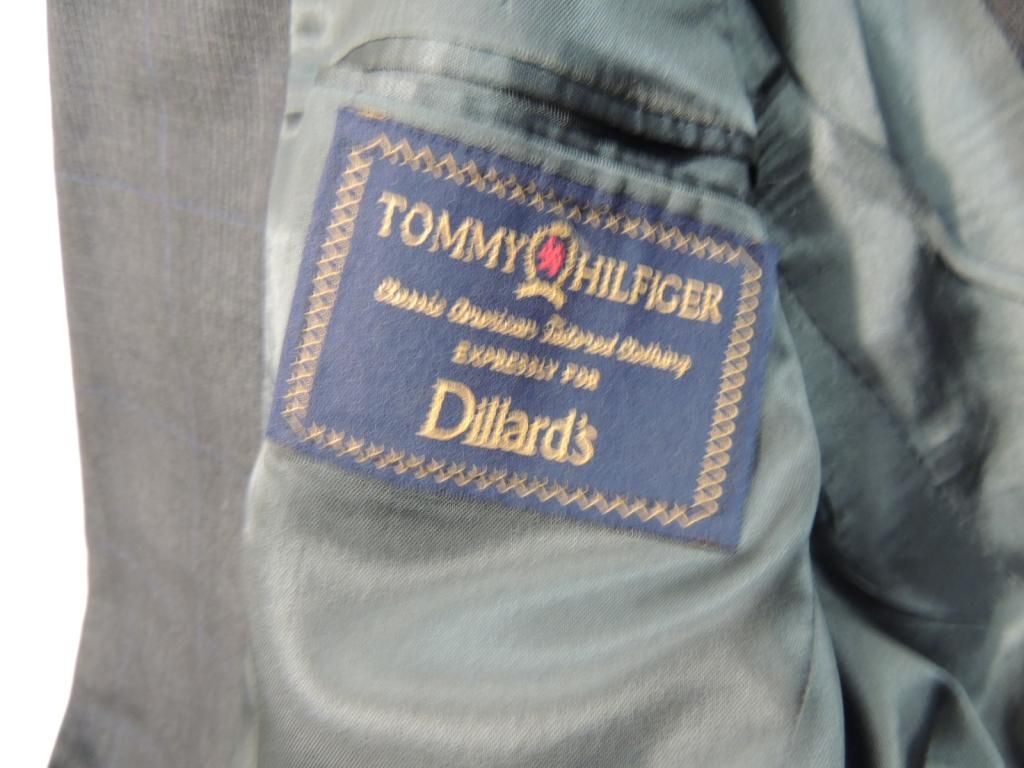 TOMMY HILFIGER
Classic American Tailored Clothing
EXPRESSLY FOR
Dillard's